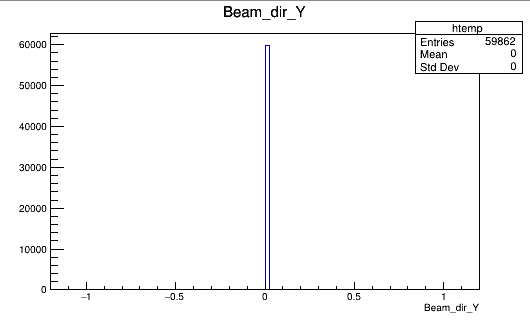 Beam_dir_Y
htemp
Entries 59862
Mean 0
Std Dev 0
60000
50000
40000
30000
20000
10000
0
−1 −0.5 0 0.5 1
Beam_dir_Y